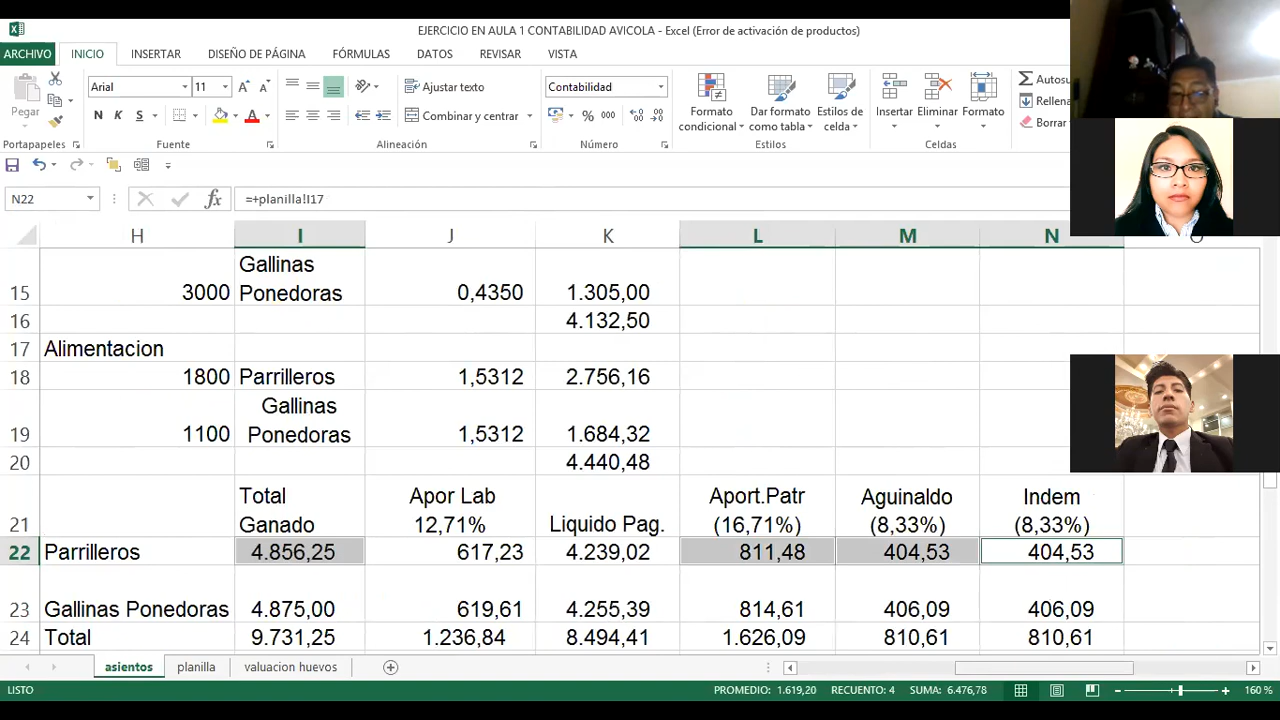 EJERCICIO EN AULA 1 CONTABILIDAD AVICOLA - Excel (Error de activación de productos)
ARCHIVO INICIO INSERTAR DISEÑO DE PÁGINA FÓRMULAS DATOS REVISAR VISTA
Arial 11 Ajustar texto Contabilidad Autosu
Pegar N K S A Combinar y centrar % 000 Formato condicional Dar formato como tabla Estilos de celda Insertar Eliminar Formato Rellena
Borrar
Portapapeles Fuente Alineación Número Estilos Celdas
N22 fx =+planilla!I17
H I J K L M N
15 3000 Gallinas Ponedoras 0,4350 1.305,00
16 4.132,50
17 Alimentacion
18 1800 Parrilleros 1,5312 2.756,16
19 1100 Gallinas Ponedoras 1,5312 1.684,32
20 4.440,48
21 Total Ganado Apor Lab 12,71% Liquido Pag. Aport.Patr (16,71%) Aguinaldo (8,33%) Indem (8,33%)
22 Parrilleros 4.856,25 617,23 4.239,02 811,48 404,53 404,53
23 Gallinas Ponedoras 4.875,00 619,61 4.255,39 814,61 406,09 406,09
24 Total 9.731,25 1.236,84 8.494,41 1.626,09 810,61 810,61
asientos planilla valuacion huevos
LISTO PROMEDIO: 1.619,20 RECUENTO: 4 SUMA: 6.476,78 160 %